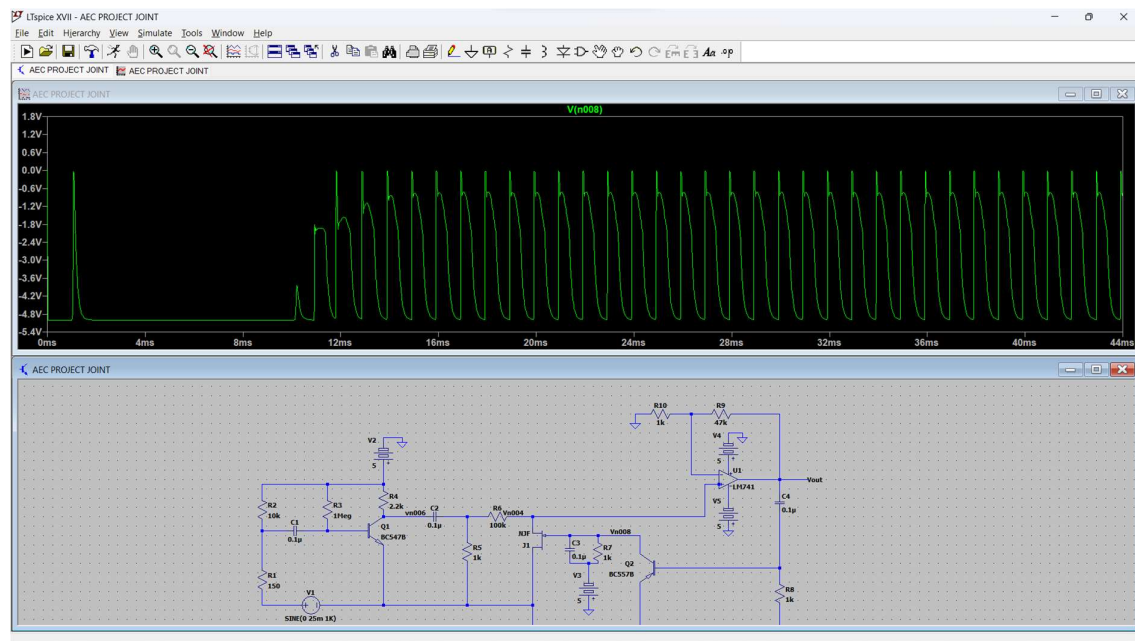 LTspice XVII - AEC PROJECT JOINT
File Edit Hierarchy View Simulate Tools Window Help
AEC PROJECT JOINT AEC PROJECT JOINT
AEC PROJECT JOINT
V(n008)
1.8V
1.2V
0.6V
0.0V
-0.6V
-1.2V
-1.8V
-2.4V
-3.0V
-3.6V
-4.2V
-4.8V
-5.4V
0ms 4ms 8ms 12ms 16ms 20ms 24ms 28ms 32ms 36ms 40ms 44ms
AEC PROJECT JOINT
R10
1k
R9
47k
V4
5
U1
LM741
Vout
V5
5
C4
0.1µ
V2
5
R2
10k
R3
1Meg
R4
2.2k
C1
0.1µ
Q1
BC547B
vn006
C2
0.1µ
R6
100k
Vn004
R5
1k
NJF
J1
C3
0.1µ
R7
1k
Vn008
V3
5
Q2
BC557B
R8
1k
R1
150
V1
SINE(0 25m 1K)